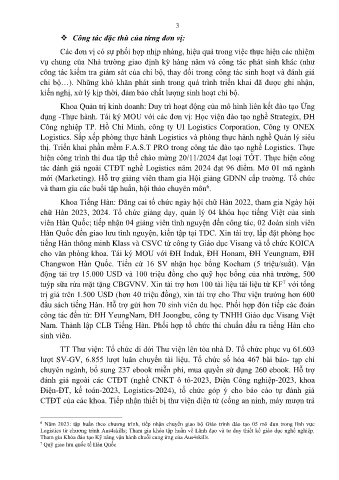 3
❖ Công tác đặc thù của từng đơn vị:
Các đơn vị có sự phối hợp nhịp nhàng, hiệu quả trong việc thực hiện các nhiệm
vụ chung của Nhà trường giao định kỳ hàng năm và công tác phát sinh khác (như
công tác kiểm tra giám sát của chi bộ, thay đổi trong công tác sinh hoạt và đánh giá
chi bộ…). Những khó khăn phát sinh trong quá trình triển khai đã được ghi nhận,
kiến nghị, xử lý kịp thời, đảm bảo chất lượng sinh hoạt chi bộ.
Khoa Quản trị kinh doanh: Duy trì hoạt động của mô hình liên kết đào tạo Ứng
dụng -Thực hành. Tái ký MOU với các đơn vị: Học viện đào tạo nghề Strategix, ĐH
Công nghiệp TP. Hồ Chí Minh, công ty UI Logistics Corporation, Công ty ONEX
Logistics. Sắp xếp phòng thực hành Logistics và phòng thực hành nghề Quản lý siêu
thị. Triển khai phần mềm F.A.S.T PRO trong công tác đào tạo nghề Logistics. Thực
hiện công trình thi đua tập thể chào mừng 20/11/2024 đạt loại TỐT. Thực hiện công
tác đánh giá ngoài CTĐT nghề Logistics năm 2024 đạt 96 điểm. Mở 01 mã ngành
mới (Marketing). Hỗ trợ giảng viên tham gia Hội giảng GDNN cấp trường. Tổ chức
và tham gia các buổi tập huấn, hội thảo chuyên môn⁶.
Khoa Tiếng Hàn: Đăng cai tổ chức ngày hội chữ Hàn 2022, tham gia Ngày hội
chữ Hàn 2023, 2024. Tổ chức giảng dạy, quản lý 04 khóa học tiếng Việt của sinh
viên Hàn Quốc; tiếp nhận 04 giảng viên tình nguyện đến công tác, 02 đoàn sinh viên
Hàn Quốc đến giao lưu tình nguyện, kiến tập tại TDC. Xin tài trợ, lắp đặt phòng học
tiếng Hàn thông minh Klass và CSVC từ công ty Giáo dục Visang và tổ chức KOICA
cho văn phòng khoa. Tái ký MOU với ĐH Induk, ĐH Honam, ĐH Yeungnam, ĐH
Changwon Hàn Quốc. Tiến cử 16 SV nhận học bổng Kocham (5 triệu/suất). Vận
động tài trợ 15.000 USD và 100 triệu đồng cho quỹ học bổng của nhà trường, 500
tuýp sữa rửa mặt tặng CBGVNV. Xin tài trợ hơn 100 tài liệu tài liệu từ KF⁷ với tổng
trị giá trên 1.500 USD (hơn 40 triệu đồng), xin tài trợ cho Thư viện trường hơn 600
đầu sách tiếng Hàn. Hỗ trợ gửi hơn 70 sinh viên du học. Phối hợp đón tiếp các đoàn
công tác đến từ: ĐH YeungNam, ĐH Joongbu, công ty TNHH Giáo dục Visang Việt
Nam. Thành lập CLB Tiếng Hàn. Phối hợp tổ chức thi chuẩn đầu ra tiếng Hàn cho
sinh viên.
TT Thư viện: Tổ chức di dời Thư viện lên tòa nhà D. Tổ chức phục vụ 61.603
lượt SV-GV, 6.855 lượt luân chuyển tài liệu. Tổ chức số hóa 467 bài báo- tạp chí
chuyên ngành, bổ sung 237 ebook miễn phí, mua quyền sử dụng 260 ebook. Hỗ trợ
đánh giá ngoài các CTĐT (nghề CNKT ô tô-2023, Điện Công nghiệp-2023, khoa
Điện-ĐT, kế toán-2023, Logistics-2024), tổ chức góp ý cho báo cáo tự đánh giá
CTĐT của các khoa. Tiếp nhận thiết bị thư viện điện tử (cổng an ninh, máy mượn trả
⁶ Năm 2023: tập huấn theo chương trình, tiếp nhận chuyển giao bộ Giáo trình đào tạo 05 mô đun trong lĩnh vực
Logistics từ chương trình Aus4skills; Tham gia khóa tập huấn về Lãnh đạo và tư duy thiết kế giáo dục nghề nghiệp.
Tham gia Khóa đào tạo Kỹ năng vận hành chuỗi cung ứng của Aus4skills.
⁷ Quỹ giao lưu quốc tế Hàn Quốc